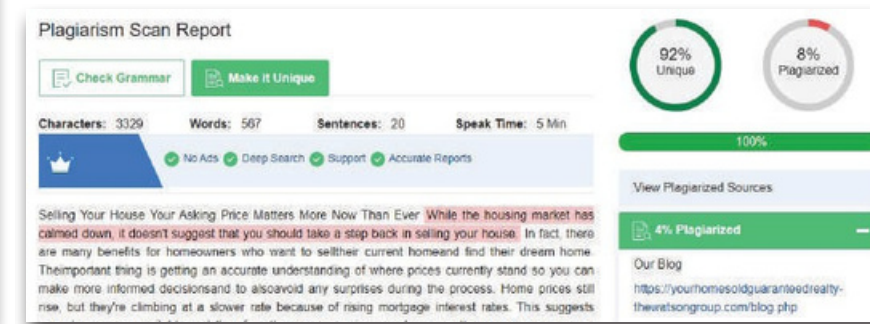 Plagiarism Scan Report
Check Grammar
Make it Unique
Characters: 3329 Words: 567 Sentences: 20 Speak Time: 5 Min
No Ads Deep Search Support Accurate Reports
Selling Your House Your Asking Price Matters More Now Than Ever While the housing market has
calmed down, it doesn't suggest that you should take a step back in selling your house. In fact, there
are many benefits for homeowners who want to selltheir current homeand find their dream home.
Theimportant thing is getting an accurate understanding of where prices currently stand so you can
make more informed decisionsand to alsoavoid any surprises during the process. Home prices still
rise, but they're climbing at a slower rate because of rising mortgage interest rates. This suggests
92%
Unique
8%
Plagiarized
100%
View Plagiarized Sources
4% Plagiarized
Our Blog
https://yourhomesoldguaranteedrealty-
thewatsongroup.com/blog.php